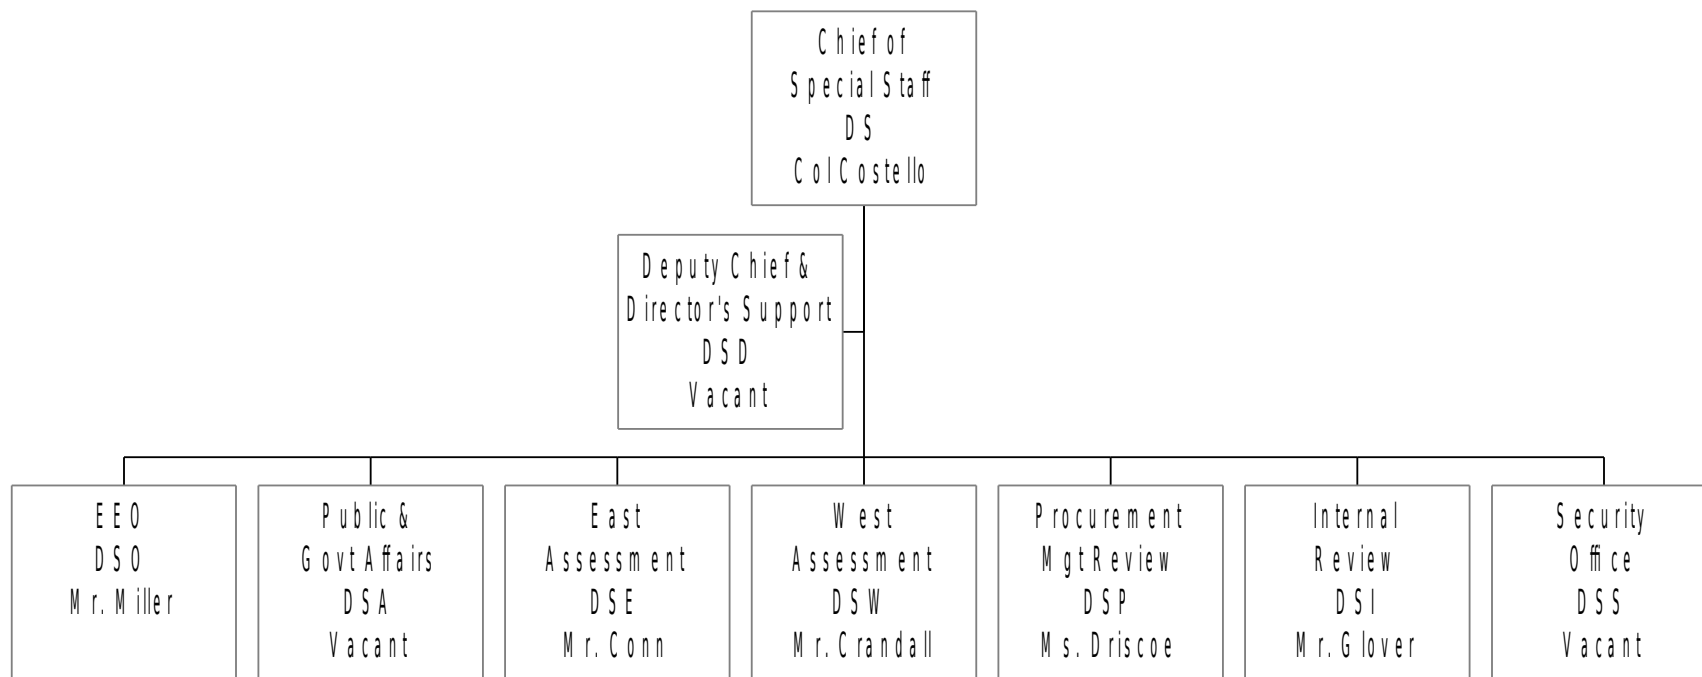 Chief of
Special Staff
DS
Col Costello
Deputy Chief &
Director's Support
DSD
Vacant
EEO
DSO
Mr. Miller
Public &
Govt Affairs
DSA
Vacant
East
Assessment
DSE
Mr. Conn
West
Assessment
DSW
Mr. Crandall
Procurement
Mgt Review
DSP
Ms. Driscoe
Internal
Review
DSI
Mr. Glover
Security
Office
DSS
Vacant